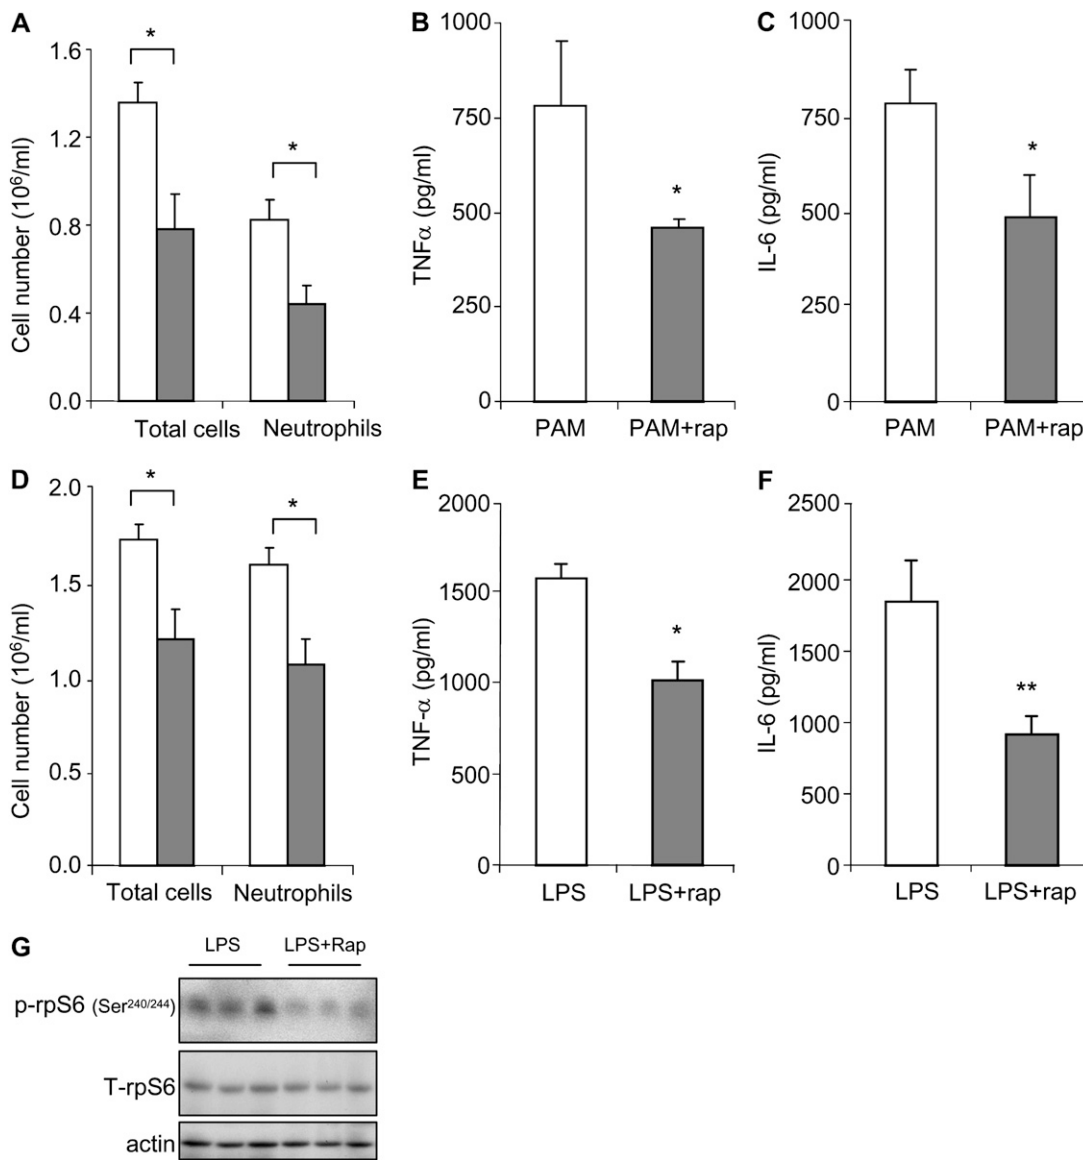 A
*
*
1.6
1.2
0.8
0.4
0.0
Cell number (10⁶/ml)
Total cells Neutrophils
B
1000
750
500
250
0
TNFα (pg/ml)
*
PAM PAM+rap
C
1000
750
500
250
0
IL-6 (pg/ml)
*
PAM PAM+rap
D
*
*
2.0
1.5
1.0
0.5
0.0
Cell number (10⁶/ml)
Total cells Neutrophils
E
2000
1500
1000
500
0
TNF-α (pg/ml)
*
LPS LPS+rap
F
2500
2000
1500
1000
500
0
IL-6 (pg/ml)
**
LPS LPS+rap
G
LPS LPS+Rap
p-rpS6 (Ser²⁴⁰/²⁴⁴)
T-rpS6
actin